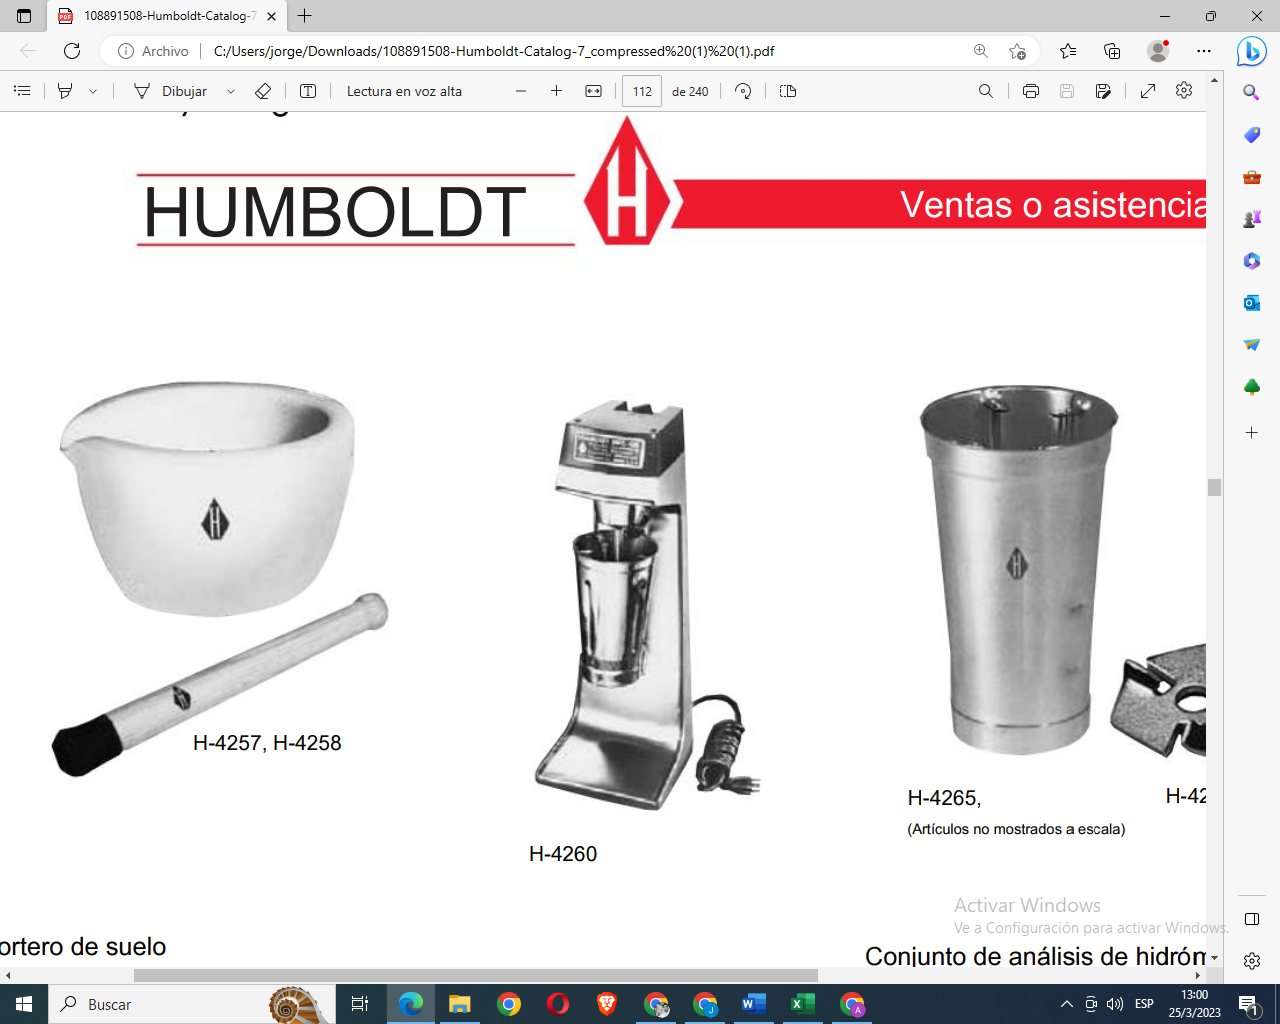 108891508-Humboldt-Catalog-7
Archivo
C:/Users/jorge/Downloads/108891508-Humboldt-Catalog-7_compressed%20(1)%20(1).pdf
Dibujar
Lectura en voz alta
112
de 240
HUMBOLDT
H
Ventas o asistencia
H-4257, H-4258
H-4260
H-4265,
(Artículos no mostrados a escala)
H-42
Activar Windows
Ve a Configuración para activar Windows.
ortero de suelo
Conjunto de análisis de hidróm
Buscar
ESP
13:00
25/3/2023
1